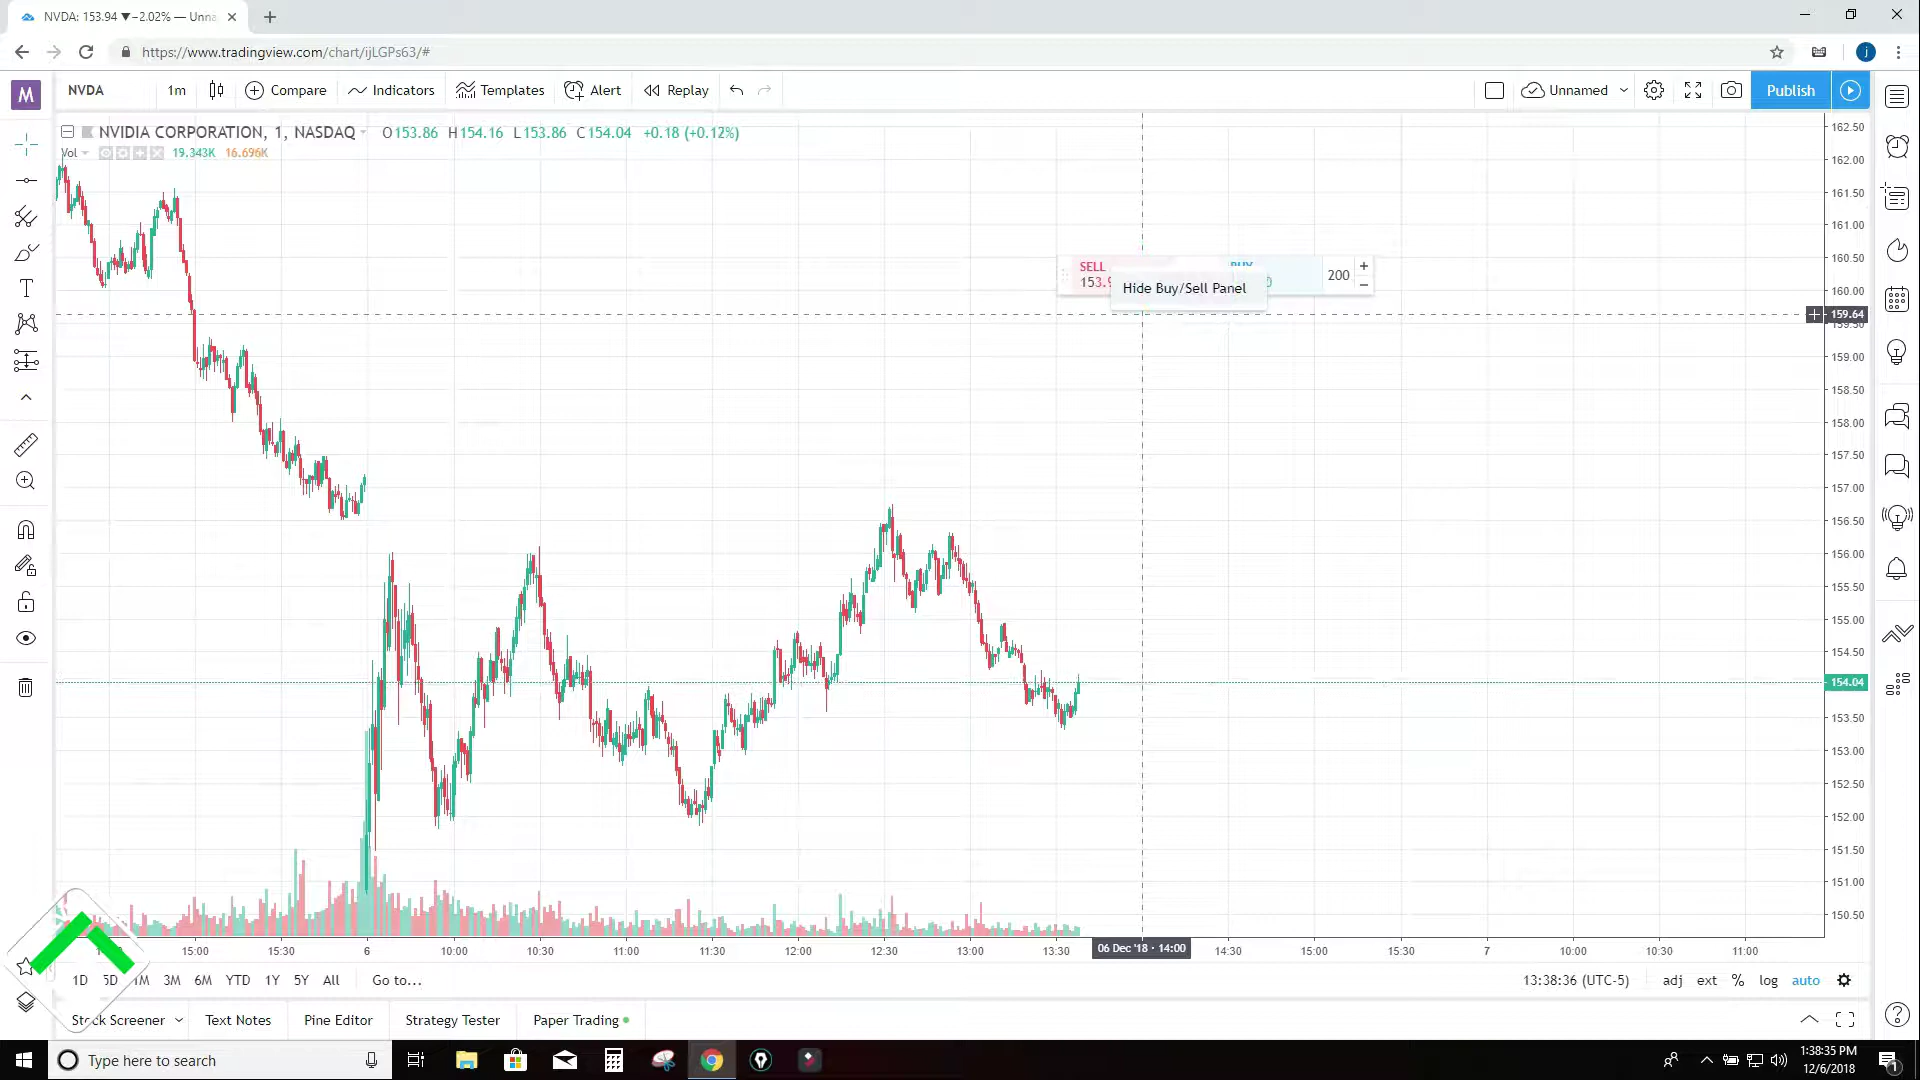 NVDA: 153.94 ▼−2.02% — Unna
https://www.tradingview.com/chart/ijLGPs63/#
j
M
NVDA 1m Compare Indicators Templates Alert Replay Unnamed Publish
NVIDIA CORPORATION, 1, NASDAQ O153.86 H154.16 L153.86 C154.04 +0.18 (+0.12%)
Vol 19.343K 16.696K
162.50
162.00
161.50
161.00
160.50
160.00
159.64
159.50
159.00
158.50
158.00
157.50
157.00
156.50
156.00
155.50
155.00
154.50
154.04
153.50
153.00
152.50
152.00
151.50
151.00
150.50
SELL
BUY
200
Hide Buy/Sell Panel
15:00 15:30 6 10:00 10:30 11:00 11:30 12:00 12:30 13:00 13:30 06 Dec '18 · 14:00 14:30 15:00 15:30 7 10:00 10:30 11:00
1D 5D 1M 3M 6M YTD 1Y 5Y All Go to... 13:38:36 (UTC-5) adj ext % log auto
Stock Screener Text Notes Pine Editor Strategy Tester Paper Trading
Type here to search
1:38:35 PM
12/6/2018
1